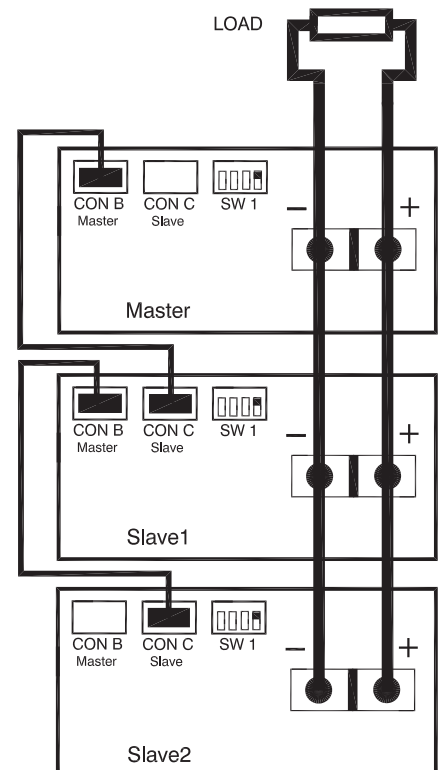 LOAD
CON B CON C SW 1 − +
Master Slave
Master
CON B CON C SW 1 − +
Master Slave
Slave1
CON B CON C SW 1 − +
Master Slave
Slave2